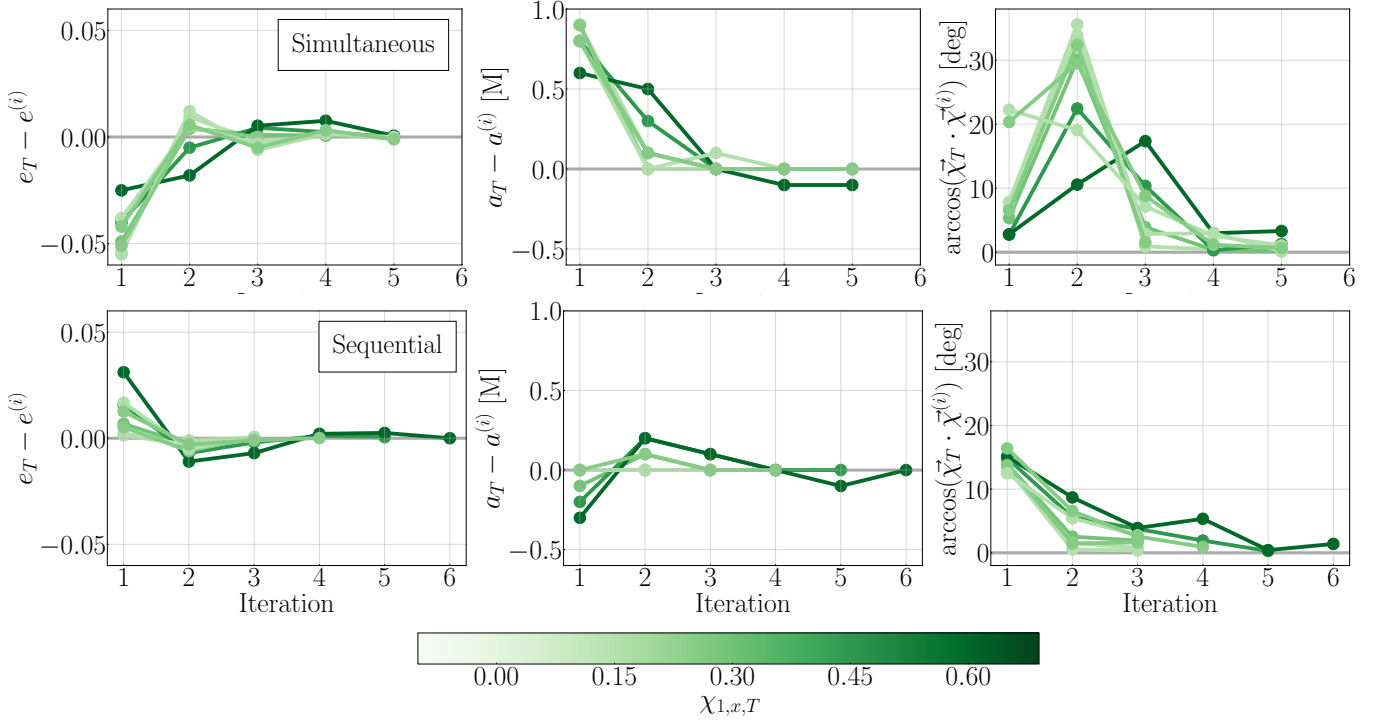 Simultaneous
e_T − e^{(i)}
0.05
0.00
−0.05
1 2 3 4 5 6
a_T − a^{(i)} [M]
1.0
0.5
0.0
−0.5
1 2 3 4 5 6
arccos(χ⃗_T · χ⃗^{(i)}) [deg]
30
20
10
0
1 2 3 4 5 6
Sequential
e_T − e^{(i)}
0.05
0.00
−0.05
1 2 3 4 5 6
Iteration
a_T − a^{(i)} [M]
1.0
0.5
0.0
−0.5
1 2 3 4 5 6
Iteration
arccos(χ⃗_T · χ⃗^{(i)}) [deg]
30
20
10
0
1 2 3 4 5 6
Iteration
0.00 0.15 0.30 0.45 0.60
χ_{1,x,T}